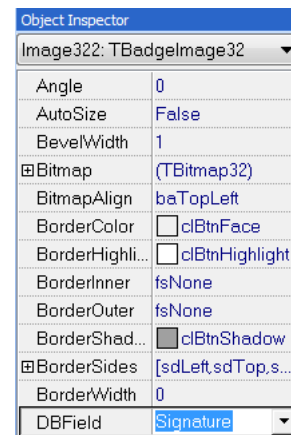 Object Inspector
Image322: TBadgeImage32
Angle 0
AutoSize False
BevelWidth 1
Bitmap (TBitmap32)
BitmapAlign baTopLeft
BorderColor clBtnFace
BorderHighli... clBtnHighlight
BorderInner fsNone
BorderOuter fsNone
BorderShad... clBtnShadow
BorderSides [sdLeft,sdTop,s...
BorderWidth 0
DBField Signature